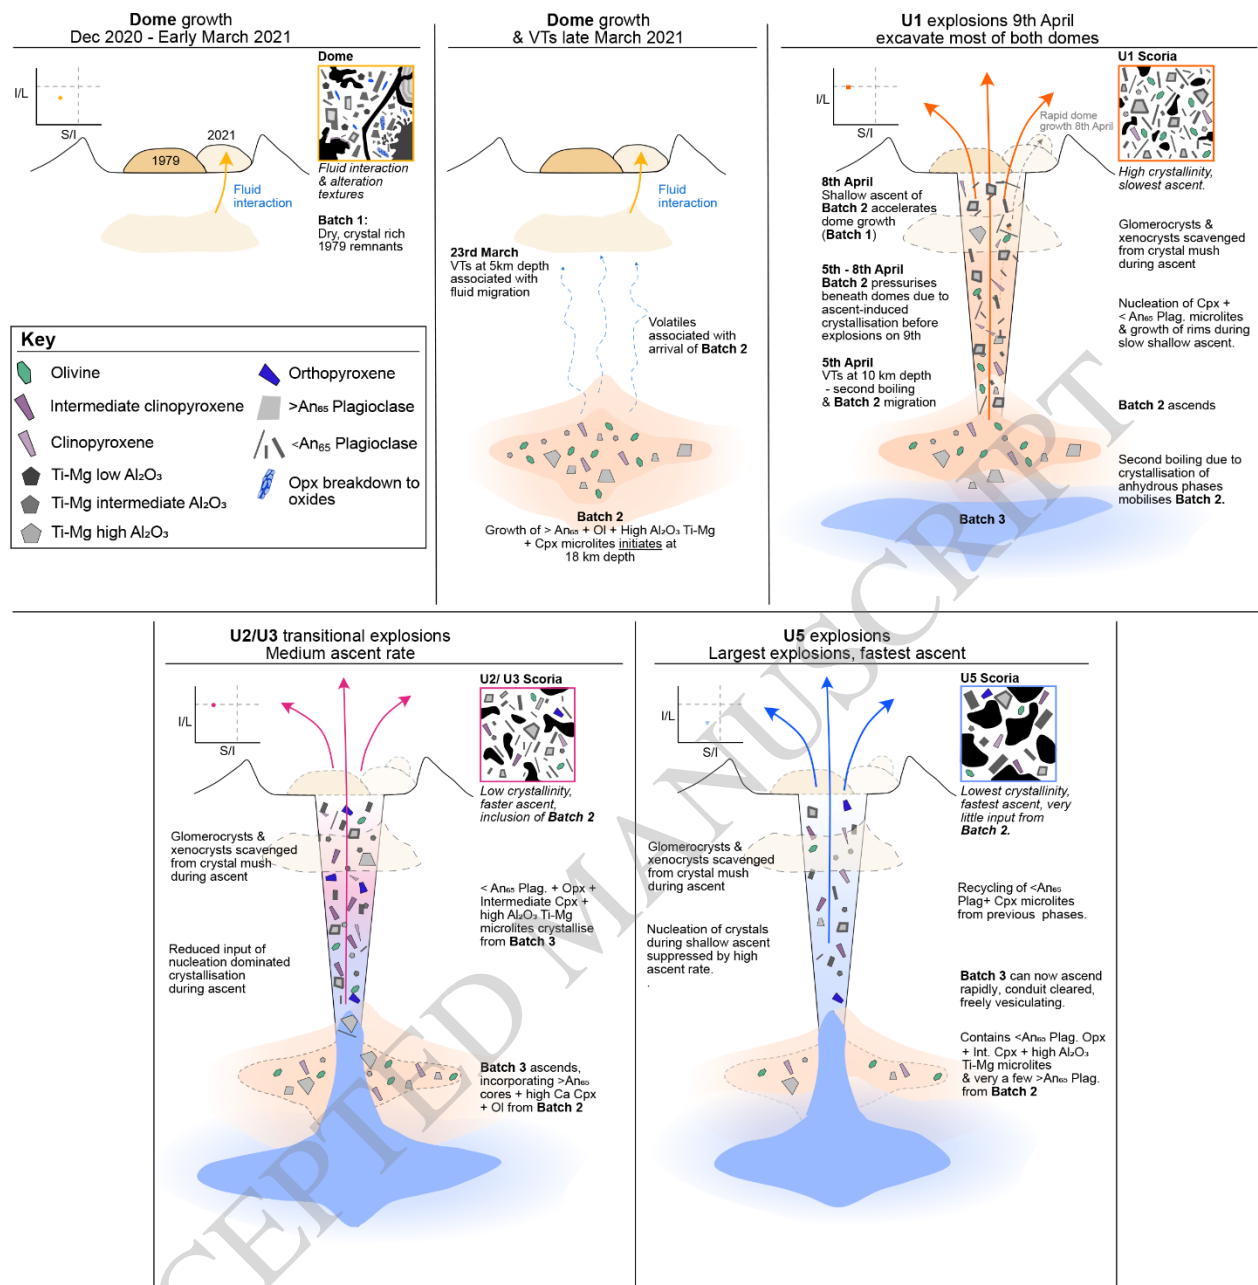 Dome growth
Dec 2020 - Early March 2021
I/L
S/I
Dome
1979
2021
Fluid
interaction
Fluid interaction
& alteration
textures
Batch 1:
Dry, crystal rich
1979 remnants
Key
Olivine
Intermediate clinopyroxene
Clinopyroxene
Ti-Mg low Al₂O₃
Ti-Mg intermediate Al₂O₃
Ti-Mg high Al₂O₃
Orthopyroxene
>An₆₅ Plagioclase
<An₆₅ Plagioclase
Opx breakdown to
oxides
Dome growth
& VTs late March 2021
Fluid
interaction
23rd March
VTs at 5km depth
associated with
fluid migration
Volatiles
associated with
arrival of Batch 2
Batch 2
Growth of > An₆₅ + Ol + High Al₂O₃ Ti-Mg
+ Cpx microlites initiates at
18 km depth
U1 explosions 9th April
excavate most of both domes
I/L
S/I
Rapid dome
growth 8th April
U1 Scoria
High crystallinity,
slowest ascent.
8th April
Shallow ascent of
Batch 2 accelerates
dome growth
(Batch 1)
5th - 8th April
Batch 2 pressurises
beneath domes due to
ascent-induced
crystallisation before
explosions on 9th
5th April
VTs at 10 km depth
- second boiling
& Batch 2 migration
Glomerocrysts &
xenocrysts scavenged
from crystal mush
during ascent
Nucleation of Cpx +
< An₆₅ Plag. microlites
& growth of rims during
slow shallow ascent.
Batch 2 ascends
Second boiling due to
crystallisation of
anhydrous phases
mobilises Batch 2.
Batch 3
U2/U3 transitional explosions
Medium ascent rate
I/L
S/I
U2/ U3 Scoria
Low crystallinity,
faster ascent,
inclusion of Batch 2
Glomerocrysts &
xenocrysts scavenged
from crystal mush
during ascent
Reduced input of
nucleation dominated
crystallisation
during ascent
< An₆₅ Plag. + Opx +
Intermediate Cpx +
high Al₂O₃ Ti-Mg
microlites crystallise
from Batch 3
Batch 3 ascends,
incorporating >An₆₅
cores + high Ca Cpx
+ Ol from Batch 2
U5 explosions
Largest explosions, fastest ascent
I/L
S/I
U5 Scoria
Lowest crystallinity,
fastest ascent, very
little input from
Batch 2.
Glomerocrysts &
xenocrysts scavenged
from crystal mush
during ascent
Nucleation of crystals
during shallow ascent
suppressed by high
ascent rate.
.
Recycling of <An₆₅
Plag+ Cpx microlites
from previous phases.
Batch 3 can now ascend
rapidly, conduit cleared,
freely vesiculating.
Contains <An₆₅ Plag. Opx
+ Int. Cpx + high Al₂O₃
Ti-Mg microlites
& very a few >An₆₅ Plag.
from Batch 2
CEPTED MANUSCRIPT